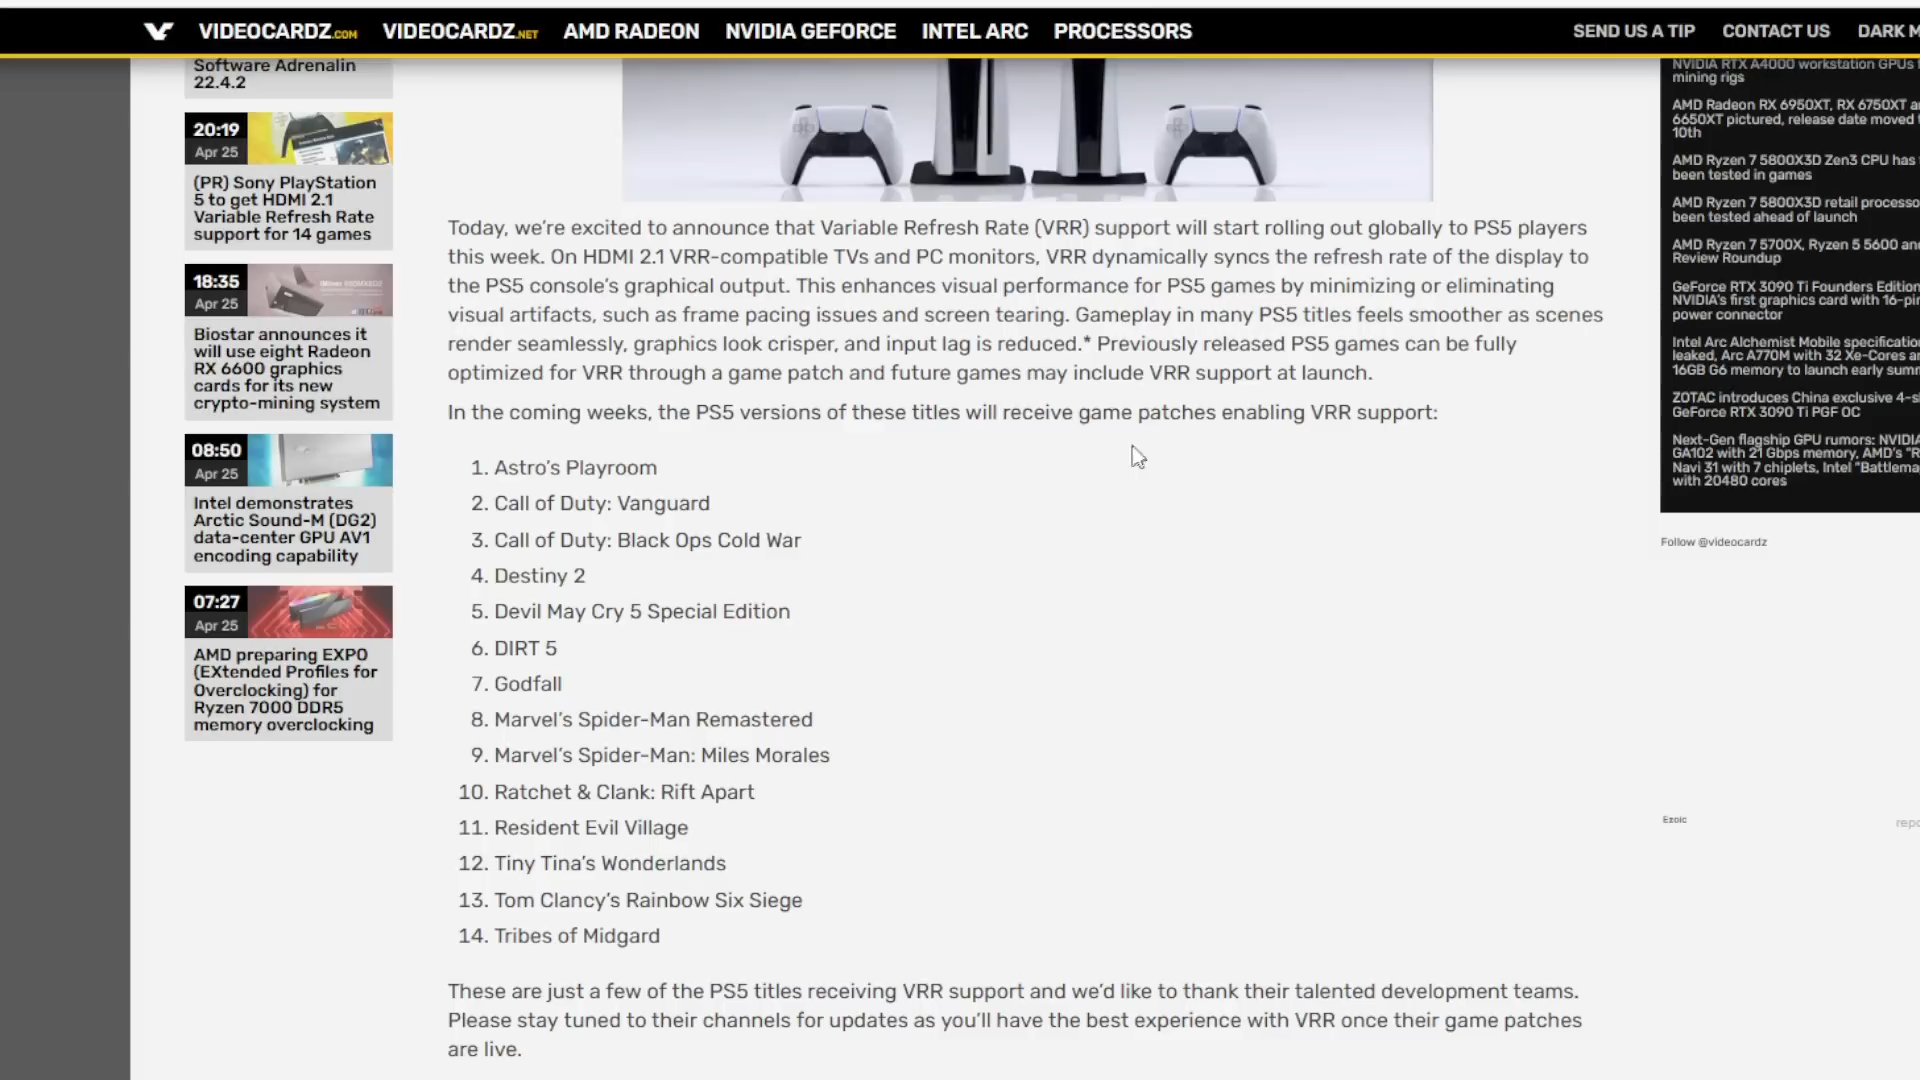 VIDEOCARDZ.COM VIDEOCARDZ.NET AMD RADEON NVIDIA GEFORCE INTEL ARC PROCESSORS SEND US A TIP CONTACT US DARK M
Software Adrenalin
22.4.2
20:19
Apr 25
(PR) Sony PlayStation
5 to get HDMI 2.1
Variable Refresh Rate
support for 14 games
18:35
Apr 25
Biostar announces it
will use eight Radeon
RX 6600 graphics
cards for its new
crypto-mining system
08:50
Apr 25
Intel demonstrates
Arctic Sound-M (DG2)
data-center GPU AV1
encoding capability
07:27
Apr 25
AMD preparing EXPO
(EXtended Profiles for
Overclocking) for
Ryzen 7000 DDR5
memory overclocking
Today, we’re excited to announce that Variable Refresh Rate (VRR) support will start rolling out globally to PS5 players
this week. On HDMI 2.1 VRR-compatible TVs and PC monitors, VRR dynamically syncs the refresh rate of the display to
the PS5 console’s graphical output. This enhances visual performance for PS5 games by minimizing or eliminating
visual artifacts, such as frame pacing issues and screen tearing. Gameplay in many PS5 titles feels smoother as scenes
render seamlessly, graphics look crisper, and input lag is reduced.* Previously released PS5 games can be fully
optimized for VRR through a game patch and future games may include VRR support at launch.
In the coming weeks, the PS5 versions of these titles will receive game patches enabling VRR support:
1. Astro’s Playroom
2. Call of Duty: Vanguard
3. Call of Duty: Black Ops Cold War
4. Destiny 2
5. Devil May Cry 5 Special Edition
6. DIRT 5
7. Godfall
8. Marvel’s Spider-Man Remastered
9. Marvel’s Spider-Man: Miles Morales
10. Ratchet & Clank: Rift Apart
11. Resident Evil Village
12. Tiny Tina’s Wonderlands
13. Tom Clancy’s Rainbow Six Siege
14. Tribes of Midgard
These are just a few of the PS5 titles receiving VRR support and we’d like to thank their talented development teams.
Please stay tuned to their channels for updates as you’ll have the best experience with VRR once their game patches
are live.
NVIDIA RTX A4000 workstation GPUs
mining rigs
AMD Radeon RX 6950XT, RX 6750XT
6650XT pictured, release date moved
10th
AMD Ryzen 7 5800X3D Zen3 CPU has
been tested in games
AMD Ryzen 7 5800X3D retail
been tested ahead of launch
AMD Ryzen 7 5700X, Ryzen 5 5600
Review Roundup
GeForce RTX 3090 Ti Founders Edition
NVIDIA’s first graphics card with
power connector
Intel Arc Alchemist Mobile
leaked, Arc A770M with 32 Xe-Cores
16GB G6 memory to launch early
ZOTAC introduces China exclusive
GeForce RTX 3090 Ti PGF OC
Next-Gen flagship GPU rumors:
GA102 with 21 Gbps memory, AMD’s
Navi 31 with 7 chiplets, Intel
with 20480 cores
Follow @videocardz
Ezoic
repo